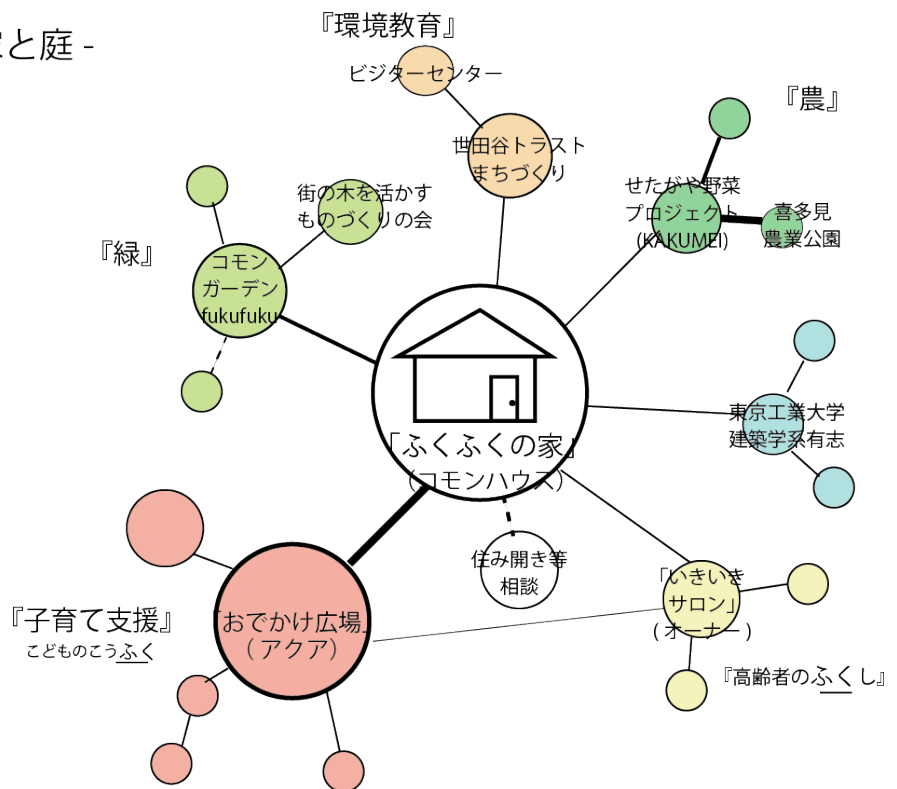 と庭 -
『環境教育』
ビジターセンター
世田谷トラスト
まちづくり
『農』
せたがや野菜
プロジェクト
(KAKUMEI)
喜多見
農業公園
街の木を活かす
ものづくりの会
『緑』
コモン
ガーデン
fukufuku
「ふくふくの家」
（コモンハウス）
東京工業大学
建築学系有志
住み開き等
相談
「いきいき
サロン」
(オーナー)
『高齢者のふくし』
「おでかけ広場」
（アクア）
『子育て支援』
こどものこうふく